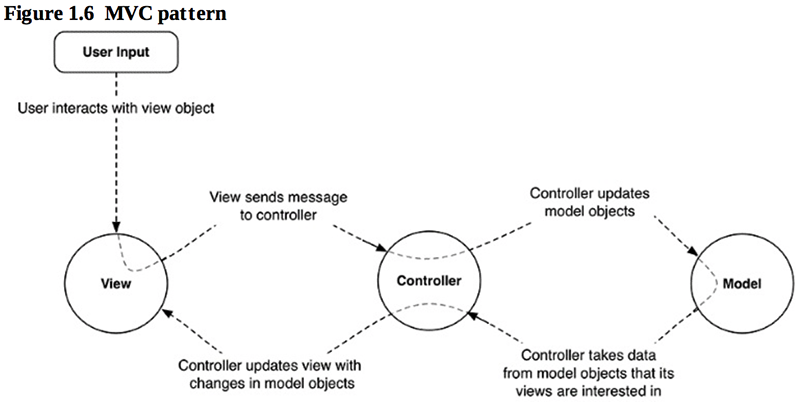 Figure 1.6 MVC pattern
User Input
User interacts with view object
View sends message
to controller
Controller updates
model objects
View
Controller
Model
Controller updates view with
changes in model objects
Controller takes data
from model objects that its
views are interested in